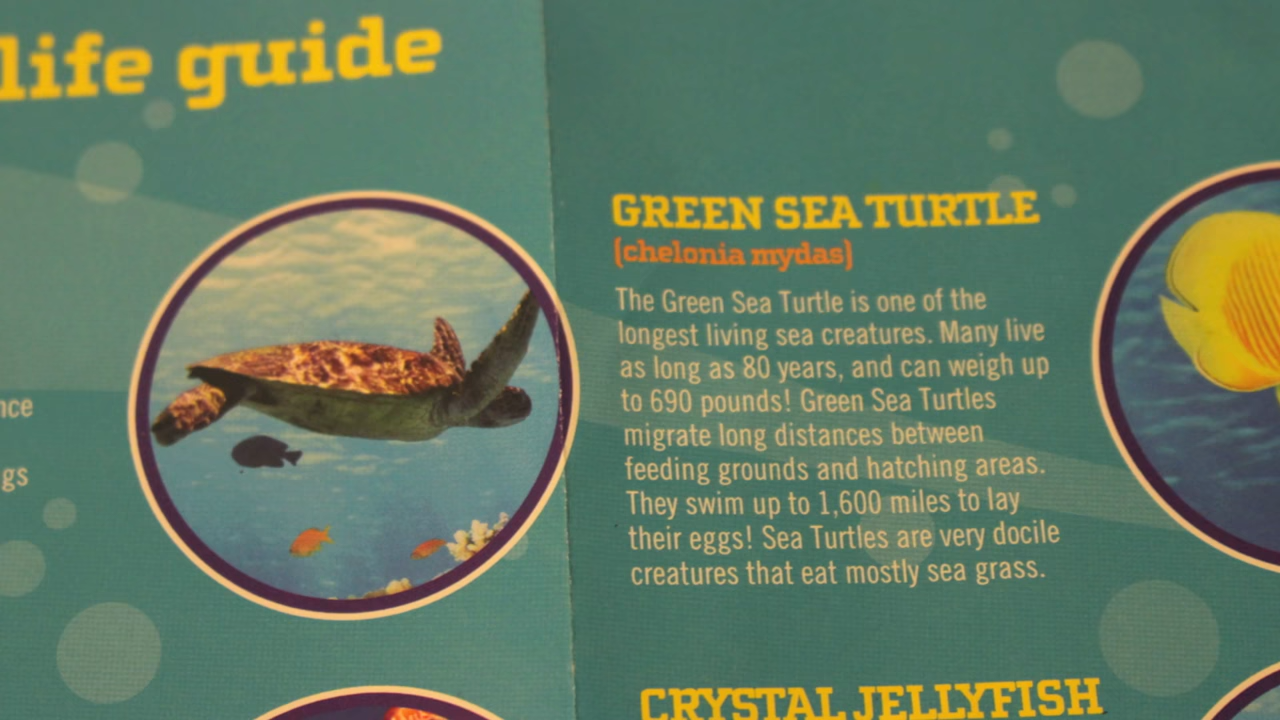 life guide
nce
gs
GREEN SEA TURTLE
(chelonia mydas)
The Green Sea Turtle is one of the
longest living sea creatures. Many live
as long as 80 years, and can weigh up
to 690 pounds! Green Sea Turtles
migrate long distances between
feeding grounds and hatching areas.
They swim up to 1,600 miles to lay
their eggs! Sea Turtles are very docile
creatures that eat mostly sea grass.
CRYSTAL JELLYFISH